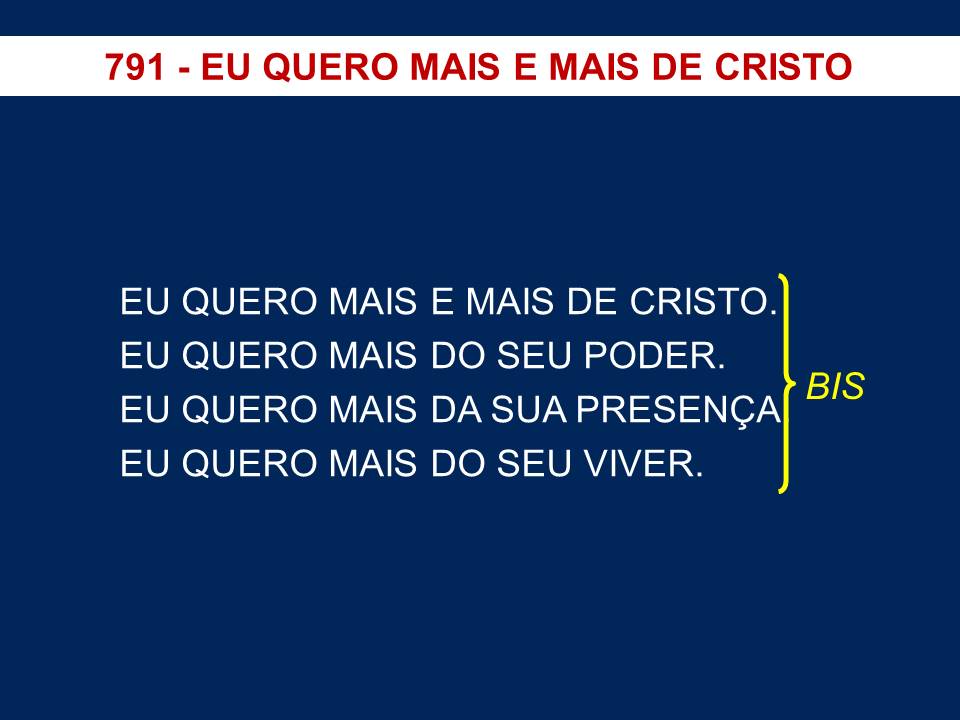 791 - EU QUERO MAIS E MAIS DE CRISTO
EU QUERO MAIS E MAIS DE CRISTO.
EU QUERO MAIS DO SEU PODER.
EU QUERO MAIS DA SUA PRESENÇA.
EU QUERO MAIS DO SEU VIVER.
BIS